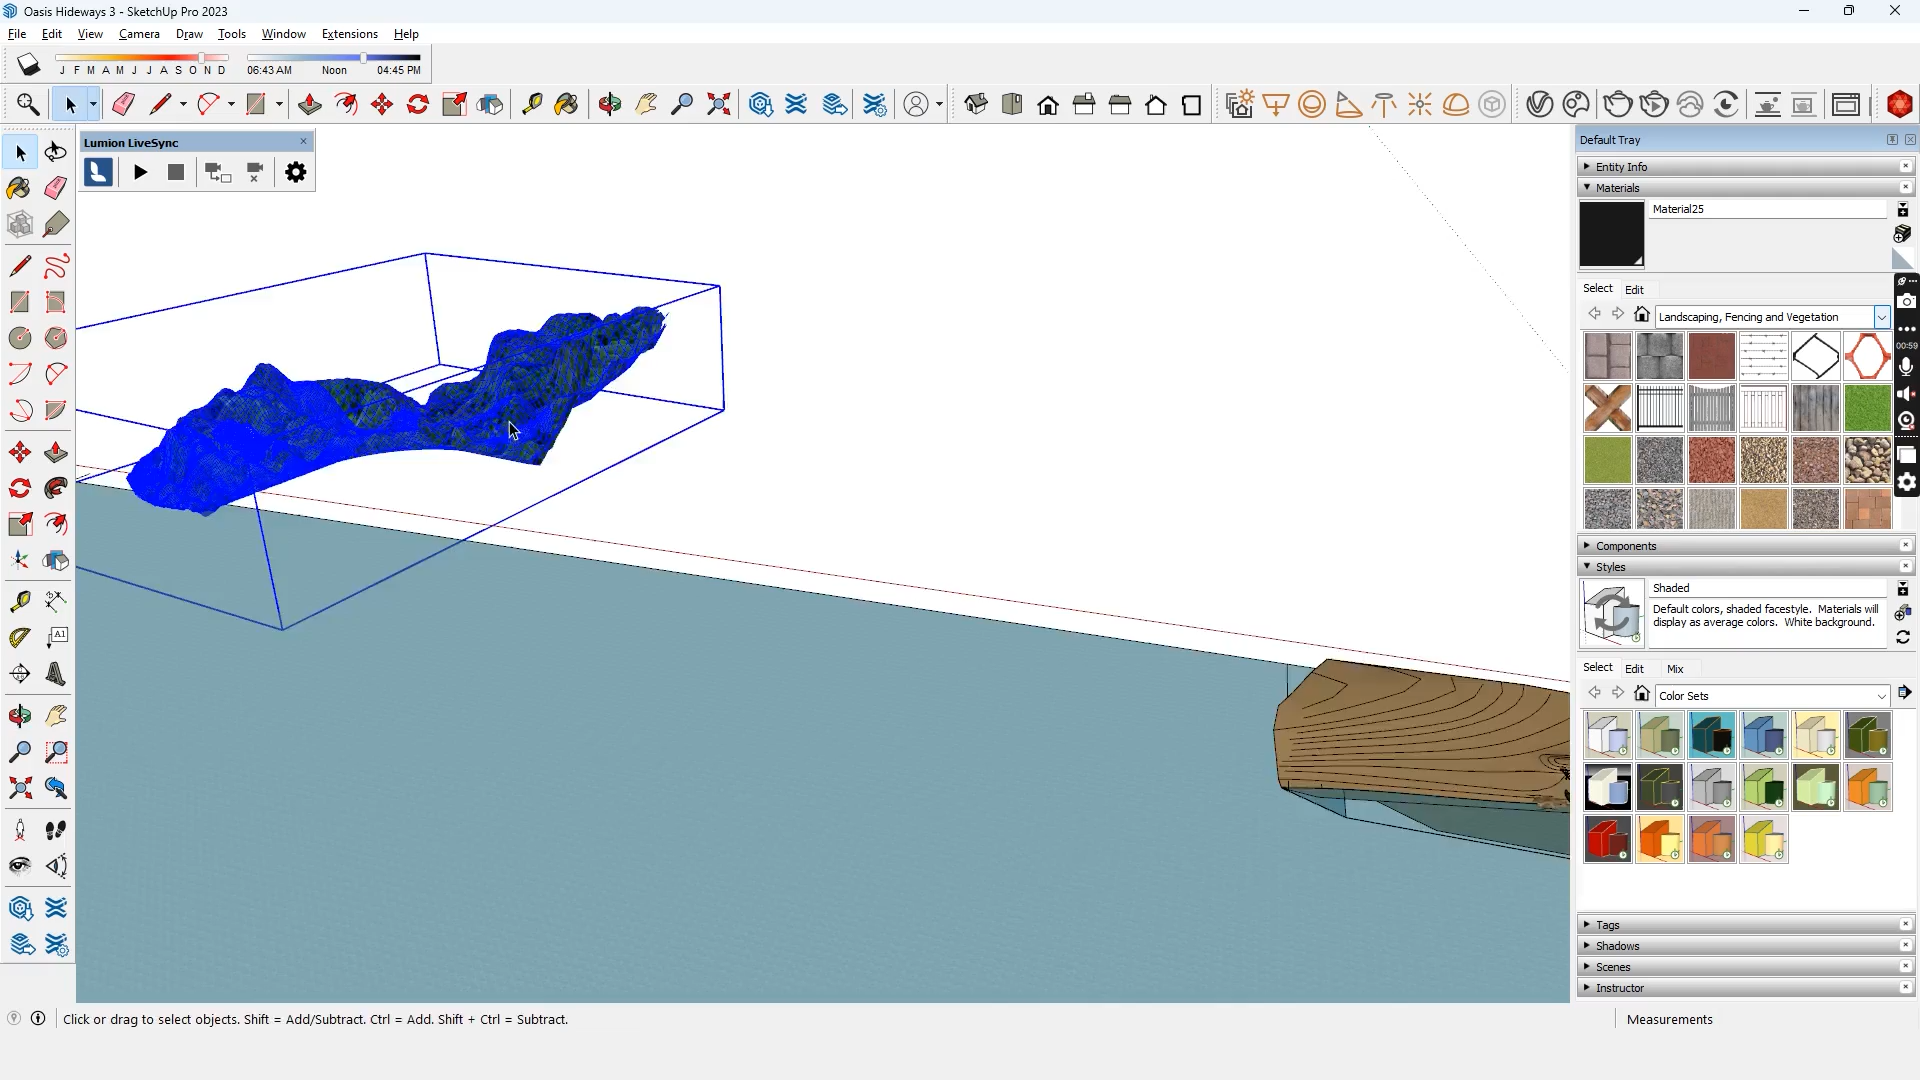 Oasis Hideways 3 - SketchUp Pro 2023
File Edit View Camera Draw Tools Window Extensions Help
J F M A M J J A S O N D
06:43 AM Noon 04:45 PM
Lumion LiveSync
A1
Default Tray
Entity Info
Materials
Material25
Select Edit
Landscaping, Fencing and Vegetation
00:59
Components
Styles
Shaded
Default colors, shaded facestyle. Materials will
display as average colors. White background.
Select Edit Mix
Color Sets
Tags
Shadows
Scenes
Instructor
Click or drag to select objects. Shift = Add/Subtract. Ctrl = Add. Shift + Ctrl = Subtract.
Measurements